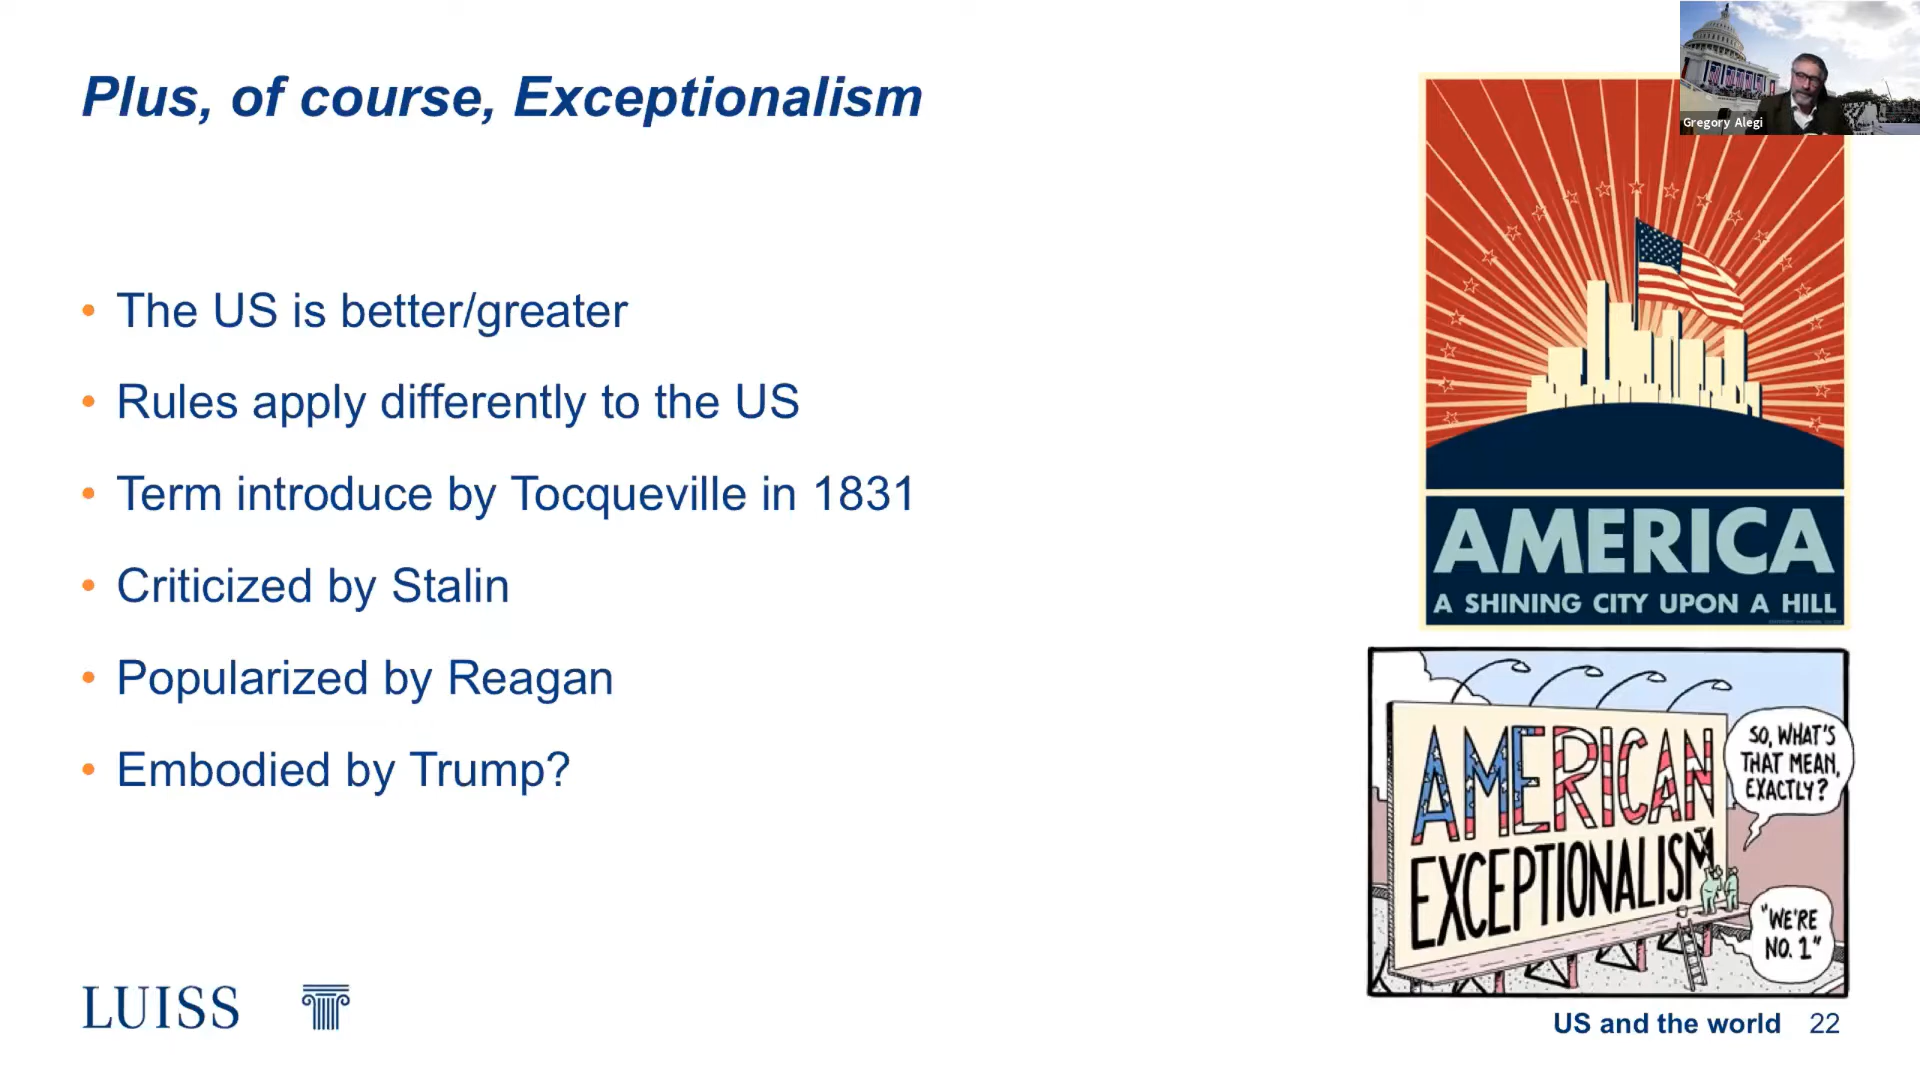 Plus, of course, Exceptionalism
Gregory Alegi
• The US is better/greater
• Rules apply differently to the US
• Term introduce by Tocqueville in 1831
• Criticized by Stalin
• Popularized by Reagan
• Embodied by Trump?
AMERICA
A SHINING CITY UPON A HILL
AMERICAN
EXCEPTIONALISM
SO, WHAT'S
THAT MEAN,
EXACTLY?
"WE'RE
NO. 1"
LUISS
US and the world 22